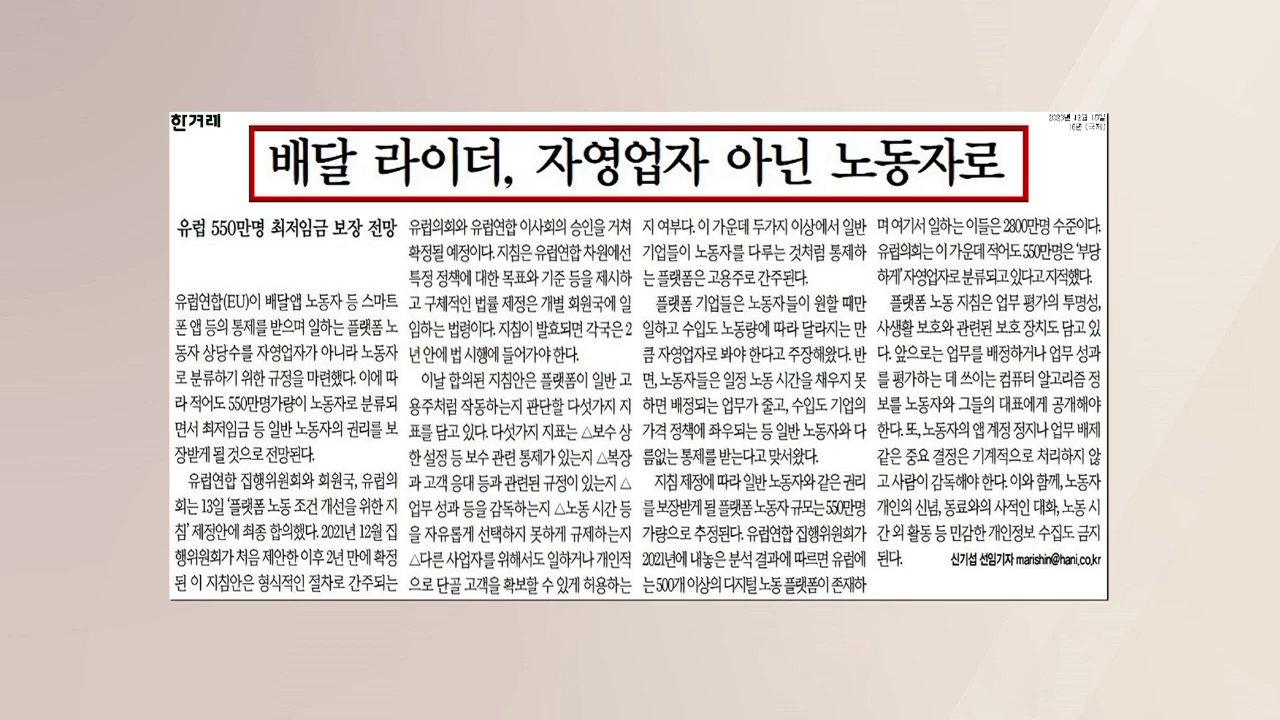 한겨레
2023년 12월 15일
16면 (국제)
배달 라이더, 자영업자 아닌 노동자로
유럽 550만명 최저임금 보장 전망
유럽연합(EU)이 배달앱 노동자 등 스마트
폰 앱 등의 통제를 받으며 일하는 플랫폼 노
동자 상당수를 자영업자가 아니라 노동자
로 분류하기 위한 규정을 마련했다. 이에 따
라 적어도 550만명가량이 노동자로 분류되
면서 최저임금 등 일반 노동자의 권리를 보
장받게 될 것으로 전망된다.
유럽연합 집행위원회와 회원국, 유럽의
회는 13일 ‘플랫폼 노동 조건 개선을 위한 지
침’ 제정안에 최종 합의했다. 2021년 12월 집
행위원회가 처음 제안한 이후 2년 만에 확정
된 이 지침안은 형식적인 절차로 간주되는
유럽의회와 유럽연합 이사회의 승인을 거쳐
확정될 예정이다. 지침은 유럽연합 차원에선
특정 정책에 대한 목표와 기준 등을 제시하
고 구체적인 법률 제정은 개별 회원국에 일
임하는 법령이다. 지침이 발효되면 각국은 2
년 안에 법 시행에 들어가야 한다.
이날 합의된 지침안은 플랫폼이 일반 고
용주처럼 작동하는지 판단할 다섯가지 지
표를 담고 있다. 다섯가지 지표는 △보수 상
한 설정 등 보수 관련 통제가 있는지 △복장
과 고객 응대 등과 관련된 규정이 있는지 △
업무 성과 등을 감독하는지 △노동 시간 등
을 자유롭게 선택하지 못하게 규제하는지
△다른 사업자를 위해서도 일하거나 개인적
으로 단골 고객을 확보할 수 있게 허용하는
지 여부다. 이 가운데 두가지 이상에서 일반
기업들이 노동자를 다루는 것처럼 통제하
는 플랫폼은 고용주로 간주된다.
플랫폼 기업들은 노동자들이 원할 때만
일하고 수입도 노동량에 따라 달라지는 만
큼 자영업자로 봐야 한다고 주장해왔다. 반
면, 노동자들은 일정 노동 시간을 채우지 못
하면 배정되는 업무가 줄고, 수입도 기업의
가격 정책에 좌우되는 등 일반 노동자와 다
름없는 통제를 받는다고 맞서왔다.
지침 제정에 따라 일반 노동자와 같은 권리
를 보장받게 될 플랫폼 노동자 규모는 550만명
가량으로 추정된다. 유럽연합 집행위원회가
2021년에 내놓은 분석 결과에 따르면 유럽에
는 500개 이상의 디지털 노동 플랫폼이 존재하
며 여기서 일하는 이들은 2800만명 수준이다.
유럽의회는 이 가운데 적어도 550만명은 ‘부당
하게’ 자영업자로 분류되고 있다고 지적했다.
플랫폼 노동 지침은 업무 평가의 투명성,
사생활 보호와 관련된 보호 장치도 담고 있
다. 앞으로는 업무를 배정하거나 업무 성과
를 평가하는 데 쓰이는 컴퓨터 알고리즘 정
보를 노동자와 그들의 대표에게 공개해야
한다. 또, 노동자의 앱 계정 정지나 업무 배제
같은 중요 결정은 기계적으로 처리하지 않
고 사람이 감독해야 한다. 이와 함께, 노동자
개인의 신념, 동료와의 사적인 대화, 노동 시
간 외 활동 등 민감한 개인정보 수집도 금지
된다. 신기섭 선임기자 marishin@hani.co.kr